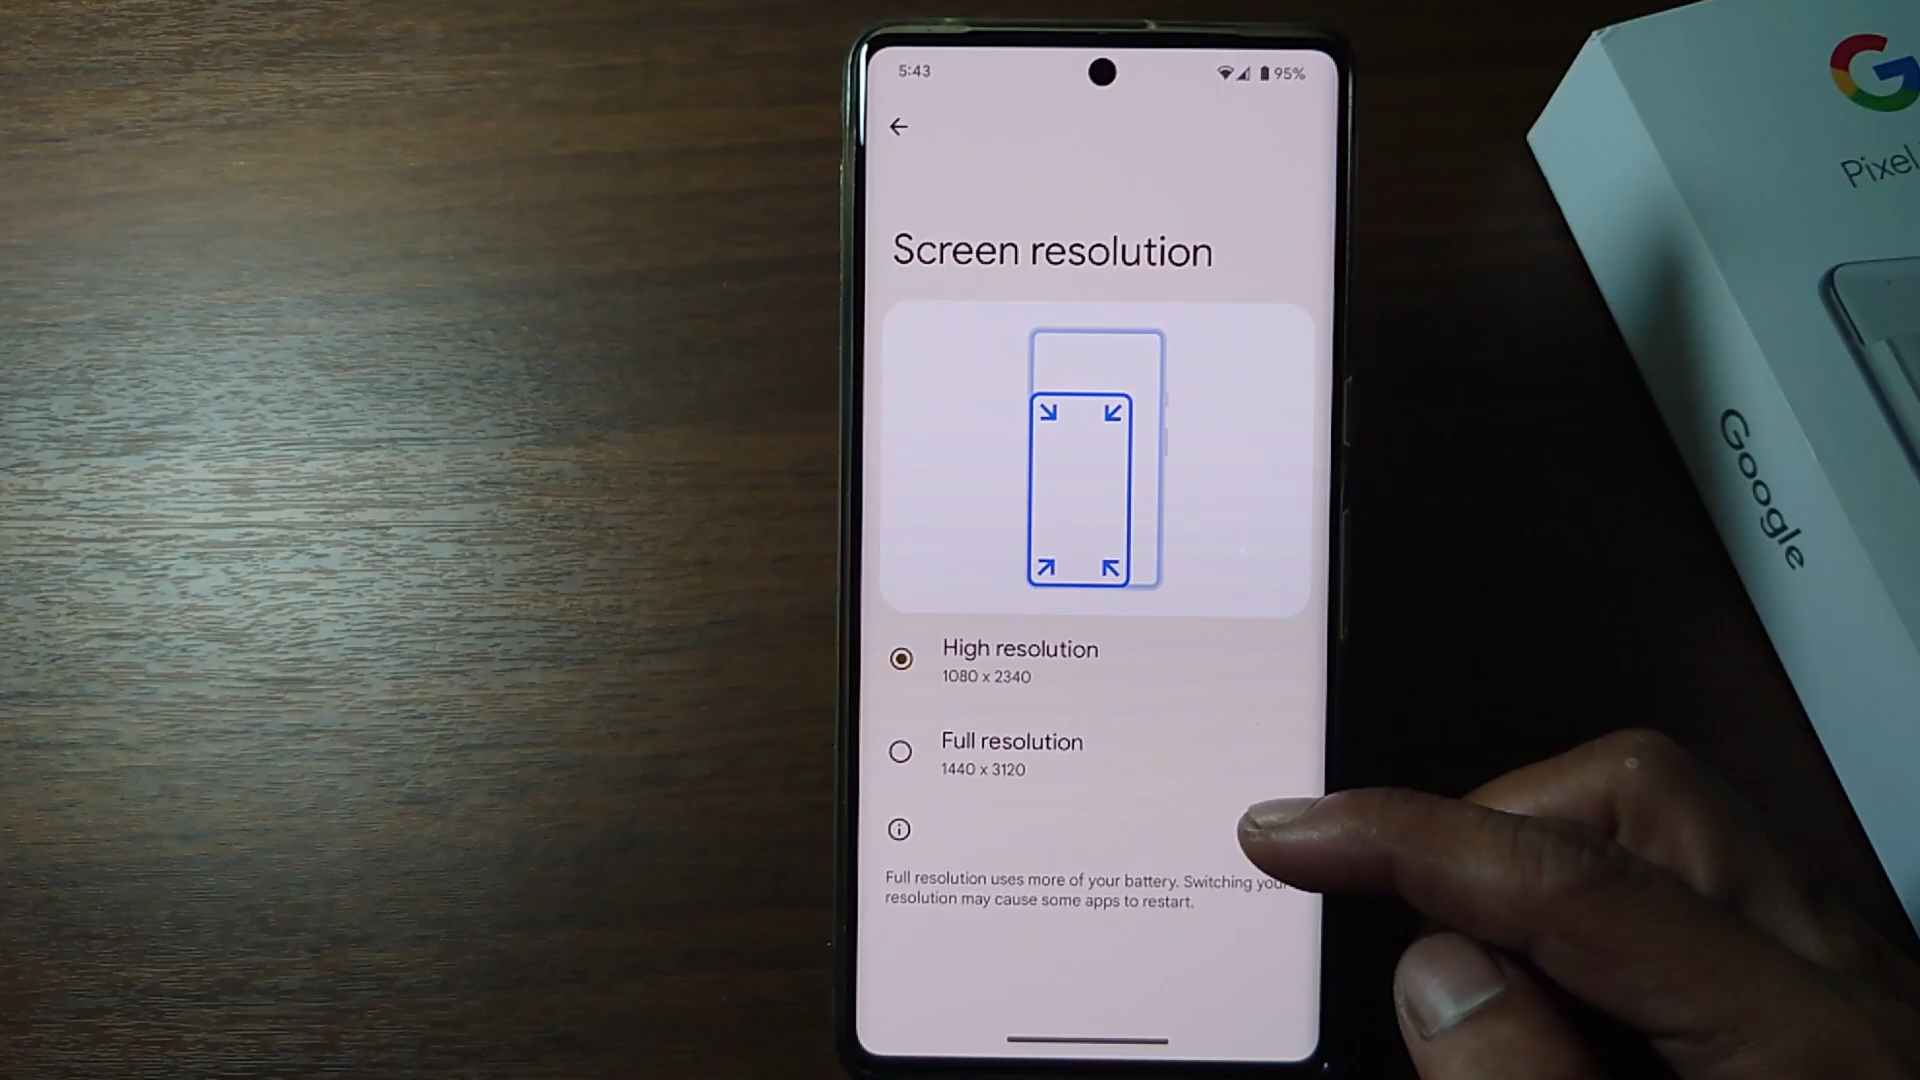 5:43
95%
Screen resolution
High resolution
1080 x 2340
Full resolution
1440 x 3120
Full resolution uses more of your battery. Switching your
resolution may cause some apps to restart.
G
Pixel
Google